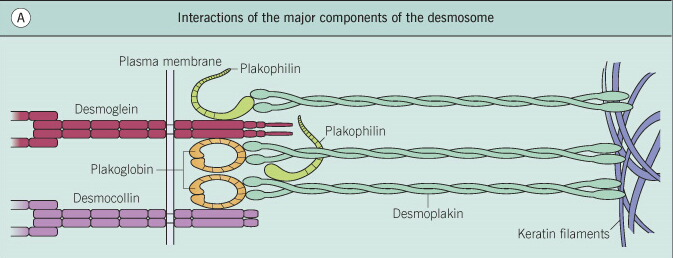 A
Interactions of the major components of the desmosome
Plasma membrane
Plakophilin
Desmoglein
Plakophilin
Plakoglobin
Desmocollin
Desmoplakin
Keratin filaments